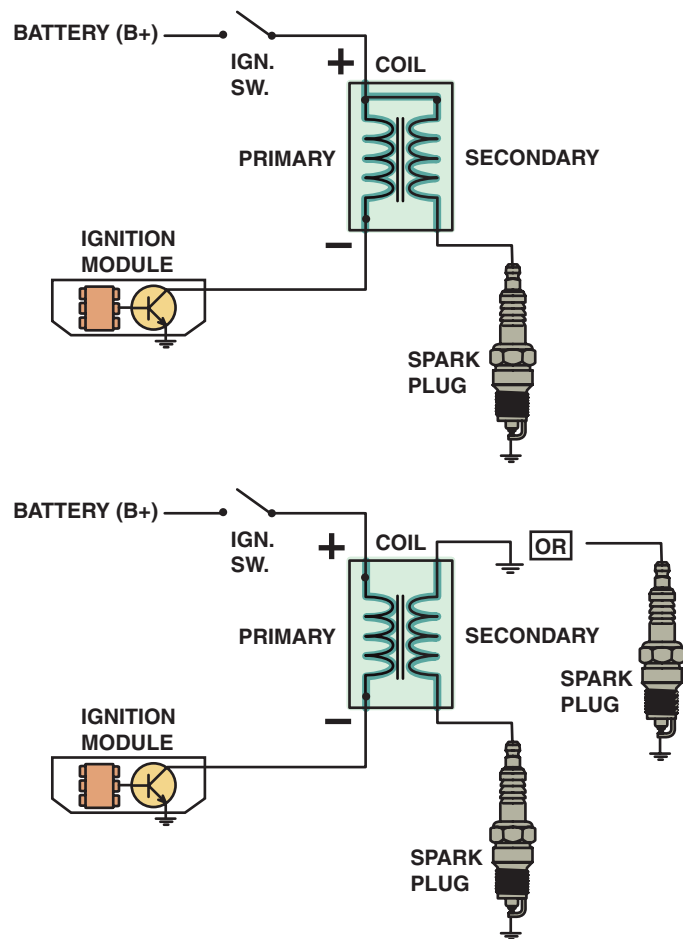 BATTERY (B+)
IGN.
SW.
+
COIL
PRIMARY
SECONDARY
–
IGNITION
MODULE
SPARK
PLUG
BATTERY (B+)
IGN.
SW.
+
COIL
OR
PRIMARY
SECONDARY
SPARK
PLUG
–
IGNITION
MODULE
SPARK
PLUG